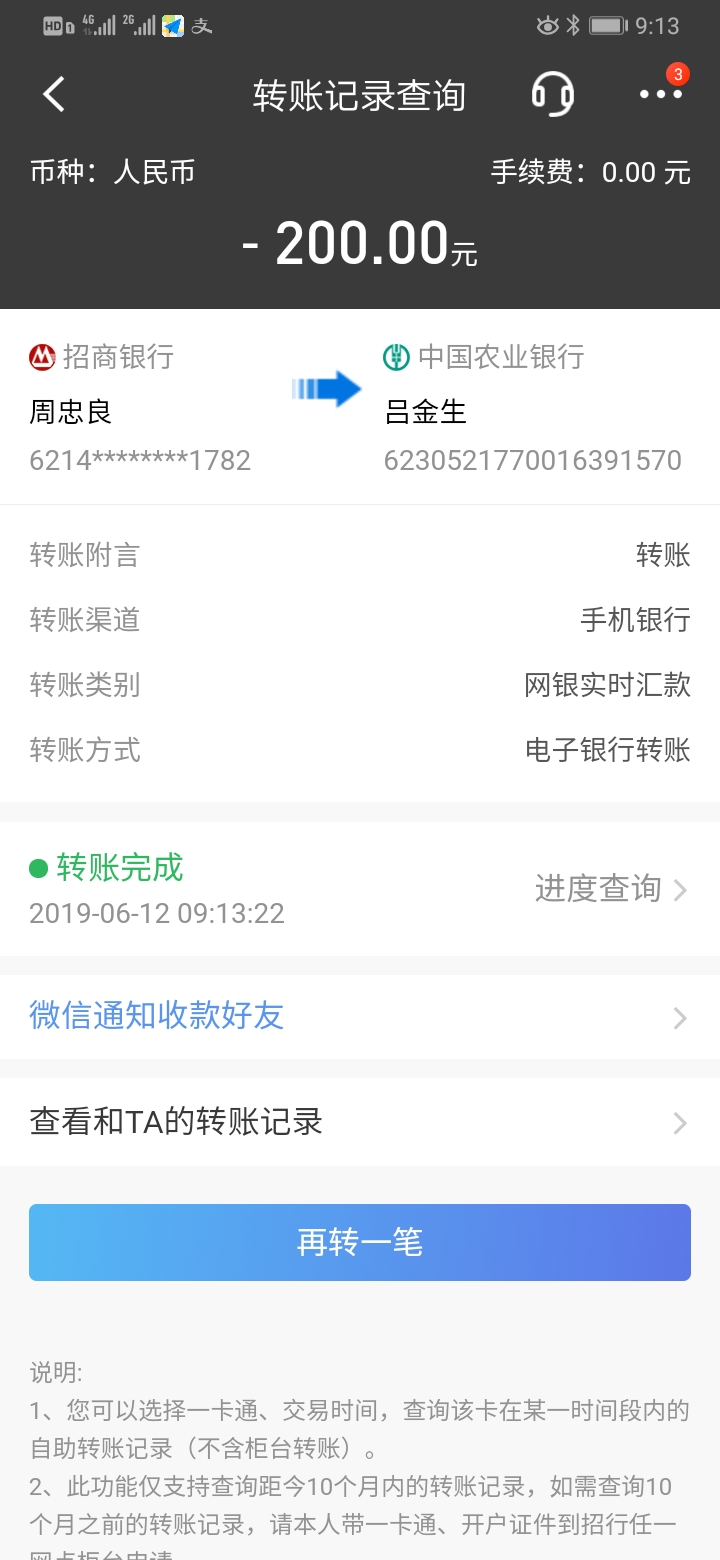 HD 1 4G 2G 支 9:13
转账记录查询 3
币种：人民币 手续费：0.00 元
- 200.00元
招商银行 中国农业银行
周忠良 吕金生
6214********1782 6230521770016391570
转账附言 转账
转账渠道 手机银行
转账类别 网银实时汇款
转账方式 电子银行转账
转账完成
2019-06-12 09:13:22 进度查询
微信通知收款好友
查看和TA的转账记录
再转一笔
说明:
1、您可以选择一卡通、交易时间，查询该卡在某一时间段内的
自助转账记录（不含柜台转账）。
2、此功能仅支持查询距今10个月内的转账记录，如需查询10
个月之前的转账记录，请本人带一卡通、开户证件到招行任一
网点柜台申请